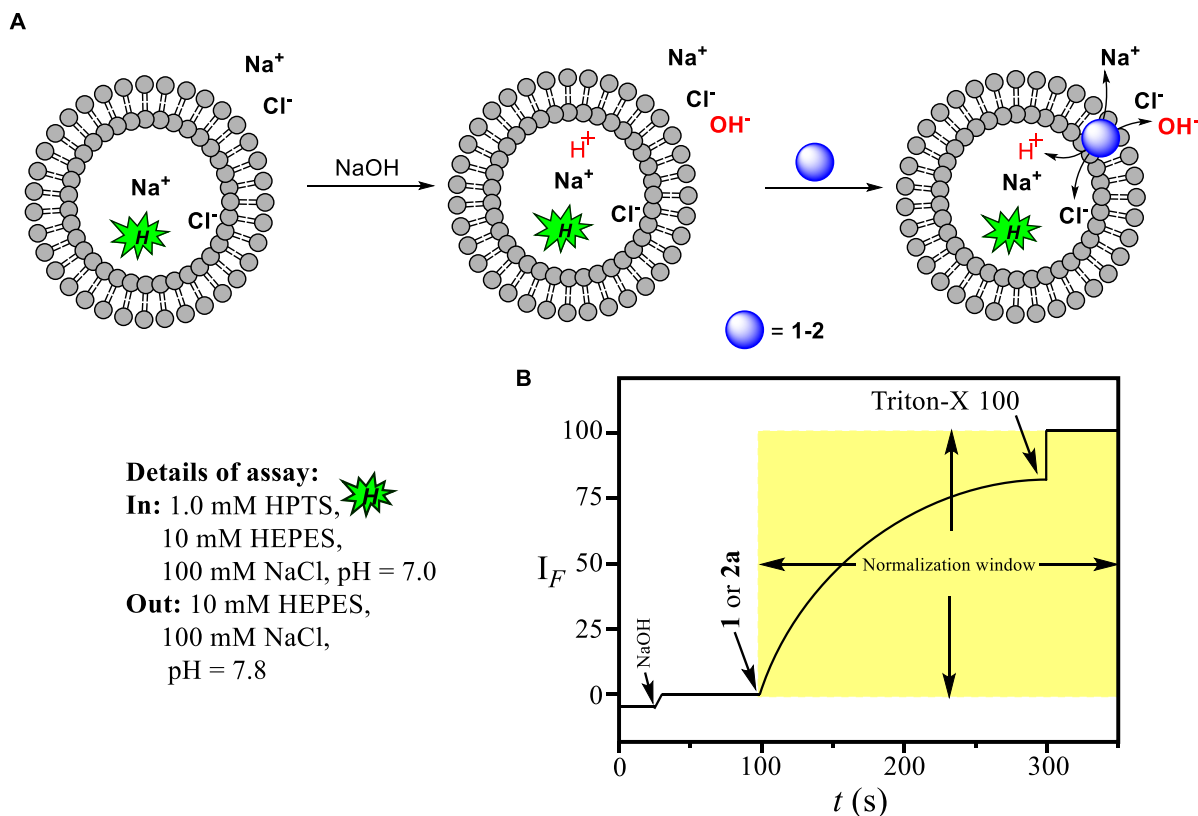 A
Na⁺
Cl⁻
Na⁺
H
Cl⁻
NaOH
Na⁺
Cl⁻
OH⁻
H⁺
Na⁺
Cl⁻
H
Na⁺
Cl⁻
OH⁻
H⁺
Na⁺
Cl⁻
H
= 1-2
Details of assay:
In: 1.0 mM HPTS, H
10 mM HEPES,
100 mM NaCl, pH = 7.0
Out: 10 mM HEPES,
100 mM NaCl,
pH = 7.8
B
Triton-X 100
100
75
50
25
0
I_F
NaOH
1 or 2a
Normalization window
0
100
200
300
t (s)